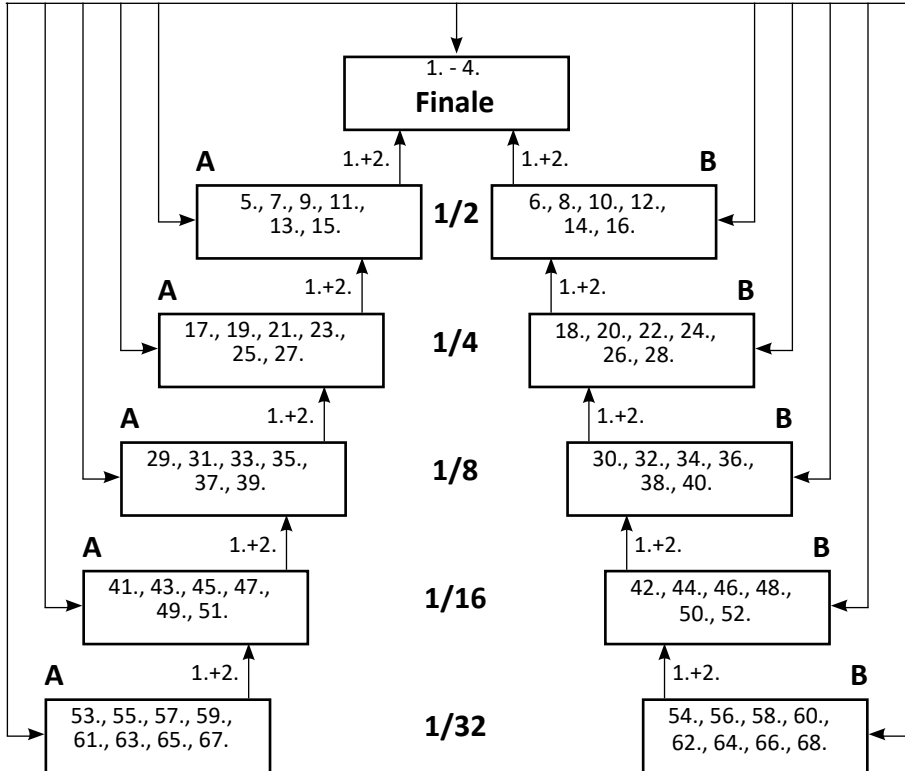 1. - 4.
Finale
1.+2. 1.+2.
A B
5., 7., 9., 11.,
13., 15.
1/2
6., 8., 10., 12.,
14., 16.
1.+2. 1.+2.
A B
17., 19., 21., 23.,
25., 27.
1/4
18., 20., 22., 24.,
26., 28.
1.+2. 1.+2.
A B
29., 31., 33., 35.,
37., 39.
1/8
30., 32., 34., 36.,
38., 40.
1.+2. 1.+2.
A B
41., 43., 45., 47.,
49., 51.
1/16
42., 44., 46., 48.,
50., 52.
1.+2. 1.+2.
A B
53., 55., 57., 59.,
61., 63., 65., 67.
1/32
54., 56., 58., 60.,
62., 64., 66., 68.